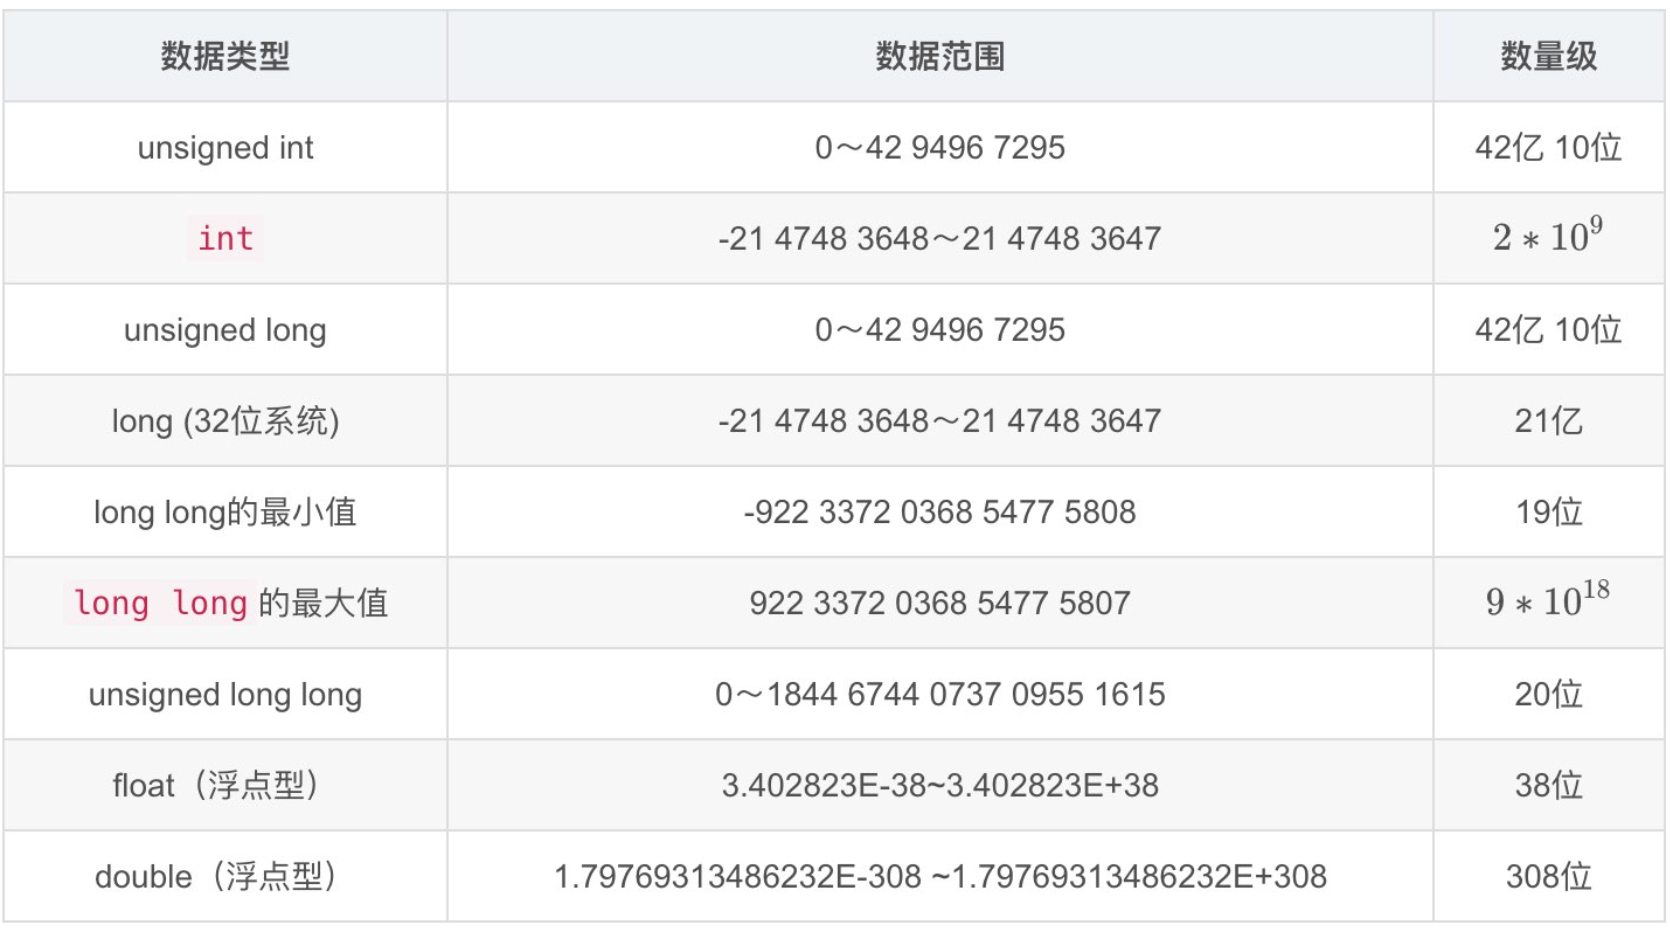 数据类型 数据范围 数量级
unsigned int 0～42 9496 7295 42亿 10位
int -21 4748 3648～21 4748 3647 2 ∗ 10⁹
unsigned long 0～42 9496 7295 42亿 10位
long (32位系统) -21 4748 3648～21 4748 3647 21亿
long long的最小值 -922 3372 0368 5477 5808 19位
long long 的最大值 922 3372 0368 5477 5807 9 ∗ 10¹⁸
unsigned long long 0～1844 6744 0737 0955 1615 20位
float（浮点型） 3.402823E-38~3.402823E+38 38位
double（浮点型） 1.79769313486232E-308 ~1.79769313486232E+308 308位